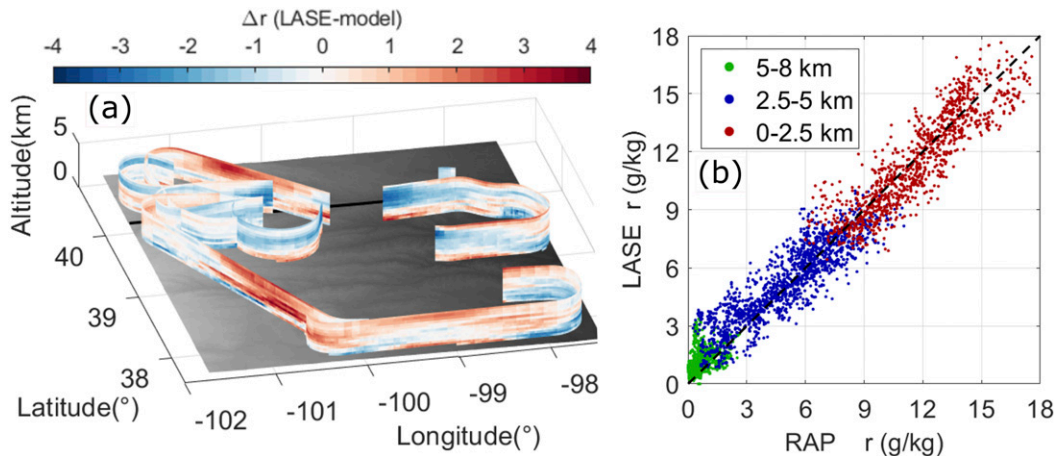 Δr (LASE-model)
-4 -3 -2 -1 0 1 2 3 4
(a)
5
0
Altitude(km)
40
39
38
Latitude(°)
-102
-101
-100
-99
-98
Longitude(°)
18
15
12
9
6
3
0
LASE r (g/kg)
5-8 km
2.5-5 km
0-2.5 km
(b)
0 3 6 9 12 15 18
RAP r (g/kg)